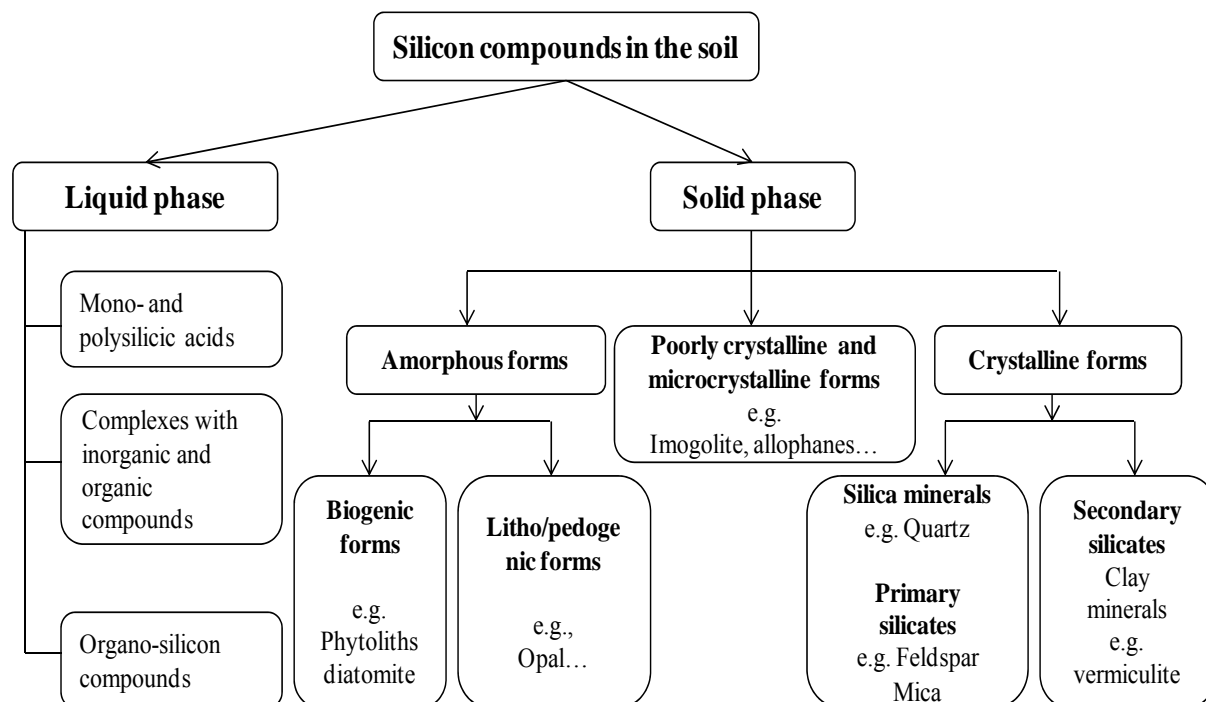 Silicon compounds in the soil
Liquid phase
Solid phase
Mono- and
polysilicic acids
Complexes with
inorganic and
organic
compounds
Organo-silicon
compounds
Amorphous forms
Poorly crystalline and
microcrystalline forms
e.g.
Imogolite, allophanes…
Crystalline forms
Biogenic
forms
e.g.
Phytoliths
diatomite
Litho/pedoge
nic forms
e.g.,
Opal…
Silica minerals
e.g. Quartz
Primary
silicates
e.g. Feldspar
Mica
Secondary
silicates
Clay
minerals
e.g.
vermiculite